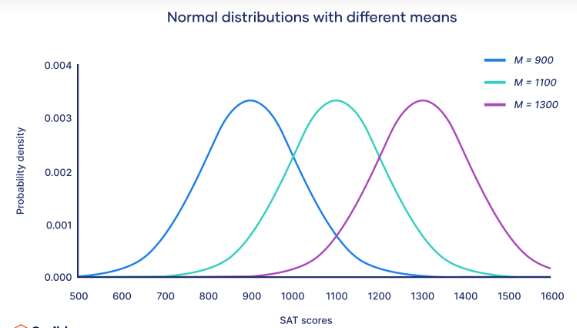 Normal distributions with different means
M = 900
M = 1100
M = 1300
Probability density
0.004
0.003
0.002
0.001
0.000
500 600 700 800 900 1000 1100 1200 1300 1400 1500 1600
SAT scores